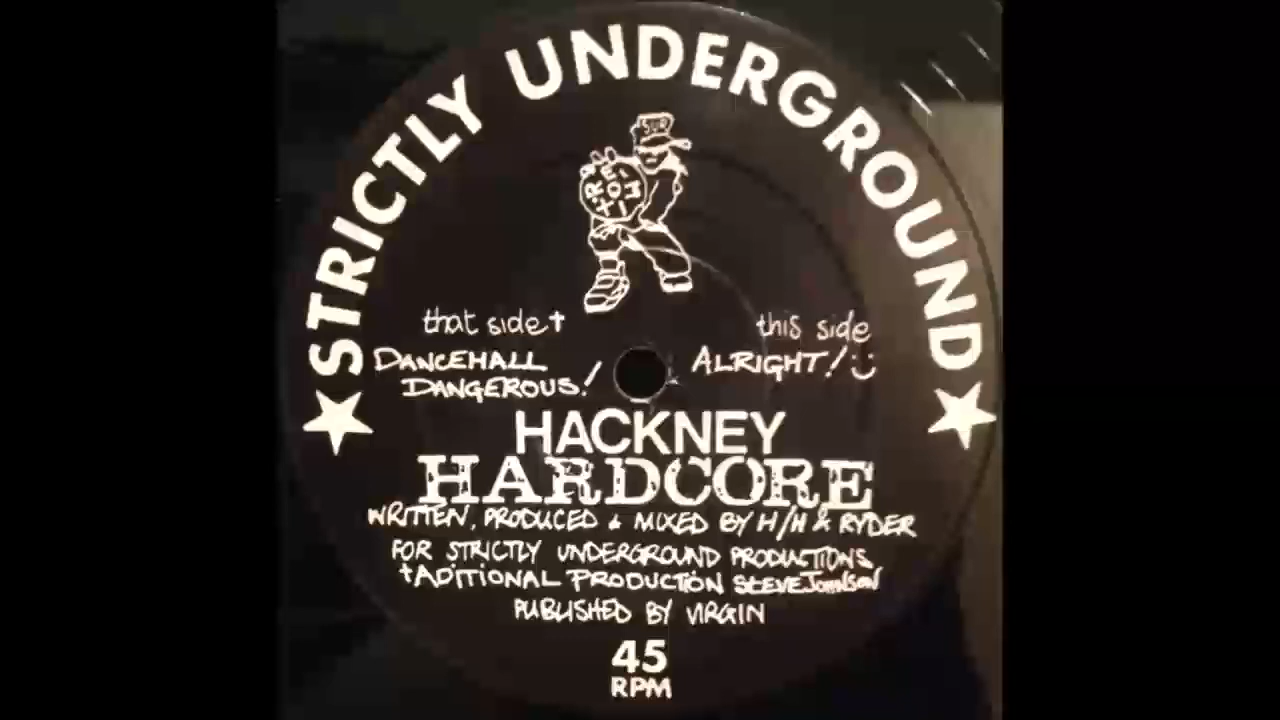 ★ STRICTLY UNDERGROUND ★
SUR
that side†
DANCEHALL
DANGEROUS!
this side
ALRIGHT! :)
HACKNEY
HARDCORE
WRITTEN, PRODUCED & MIXED BY H/H & RYDER
FOR STRICTLY UNDERGROUND PRODUCTIONS
†ADITIONAL PRODUCTION STEVE JOHNSON
PUBLISHED BY VIRGIN
45
RPM